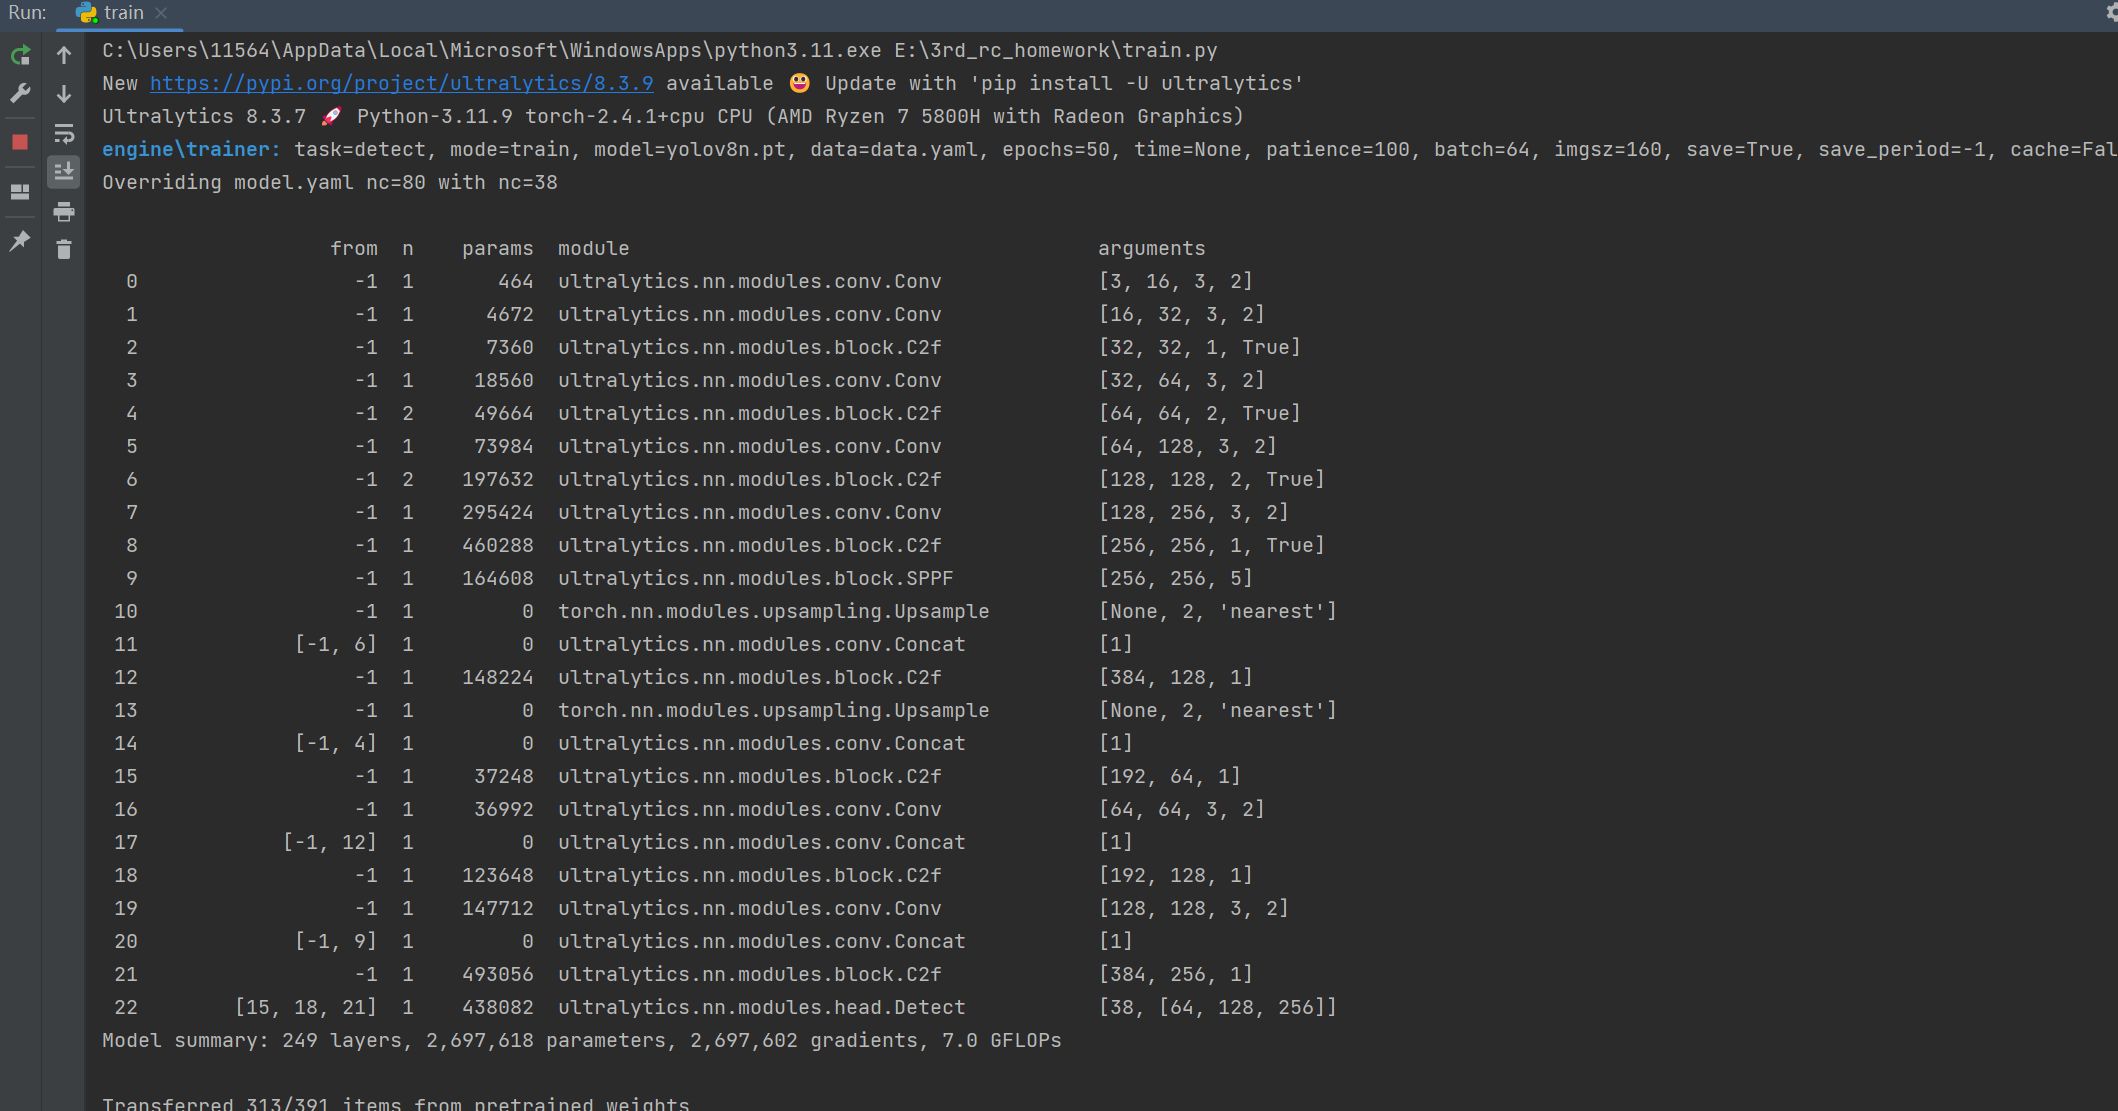 Run: train
C:\Users\11564\AppData\Local\Microsoft\WindowsApps\python3.11.exe E:\3rd_rc_homework\train.py
New https://pypi.org/project/ultralytics/8.3.9 available 😃 Update with 'pip install -U ultralytics'
Ultralytics 8.3.7 🚀 Python-3.11.9 torch-2.4.1+cpu CPU (AMD Ryzen 7 5800H with Radeon Graphics)
engine\trainer: task=detect, mode=train, model=yolov8n.pt, data=data.yaml, epochs=50, time=None, patience=100, batch=64, imgsz=160, save=True, save_period=-1, cache=Fal
Overriding model.yaml nc=80 with nc=38
from n params module arguments
0 -1 1 464 ultralytics.nn.modules.conv.Conv [3, 16, 3, 2]
1 -1 1 4672 ultralytics.nn.modules.conv.Conv [16, 32, 3, 2]
2 -1 1 7360 ultralytics.nn.modules.block.C2f [32, 32, 1, True]
3 -1 1 18560 ultralytics.nn.modules.conv.Conv [32, 64, 3, 2]
4 -1 2 49664 ultralytics.nn.modules.block.C2f [64, 64, 2, True]
5 -1 1 73984 ultralytics.nn.modules.conv.Conv [64, 128, 3, 2]
6 -1 2 197632 ultralytics.nn.modules.block.C2f [128, 128, 2, True]
7 -1 1 295424 ultralytics.nn.modules.conv.Conv [128, 256, 3, 2]
8 -1 1 460288 ultralytics.nn.modules.block.C2f [256, 256, 1, True]
9 -1 1 164608 ultralytics.nn.modules.block.SPPF [256, 256, 5]
10 -1 1 0 torch.nn.modules.upsampling.Upsample [None, 2, 'nearest']
11 [-1, 6] 1 0 ultralytics.nn.modules.conv.Concat [1]
12 -1 1 148224 ultralytics.nn.modules.block.C2f [384, 128, 1]
13 -1 1 0 torch.nn.modules.upsampling.Upsample [None, 2, 'nearest']
14 [-1, 4] 1 0 ultralytics.nn.modules.conv.Concat [1]
15 -1 1 37248 ultralytics.nn.modules.block.C2f [192, 64, 1]
16 -1 1 36992 ultralytics.nn.modules.conv.Conv [64, 64, 3, 2]
17 [-1, 12] 1 0 ultralytics.nn.modules.conv.Concat [1]
18 -1 1 123648 ultralytics.nn.modules.block.C2f [192, 128, 1]
19 -1 1 147712 ultralytics.nn.modules.conv.Conv [128, 128, 3, 2]
20 [-1, 9] 1 0 ultralytics.nn.modules.conv.Concat [1]
21 -1 1 493056 ultralytics.nn.modules.block.C2f [384, 256, 1]
22 [15, 18, 21] 1 438082 ultralytics.nn.modules.head.Detect [38, [64, 128, 256]]
Model summary: 249 layers, 2,697,618 parameters, 2,697,602 gradients, 7.0 GFLOPs
Transferred 313/391 items from pretrained weights